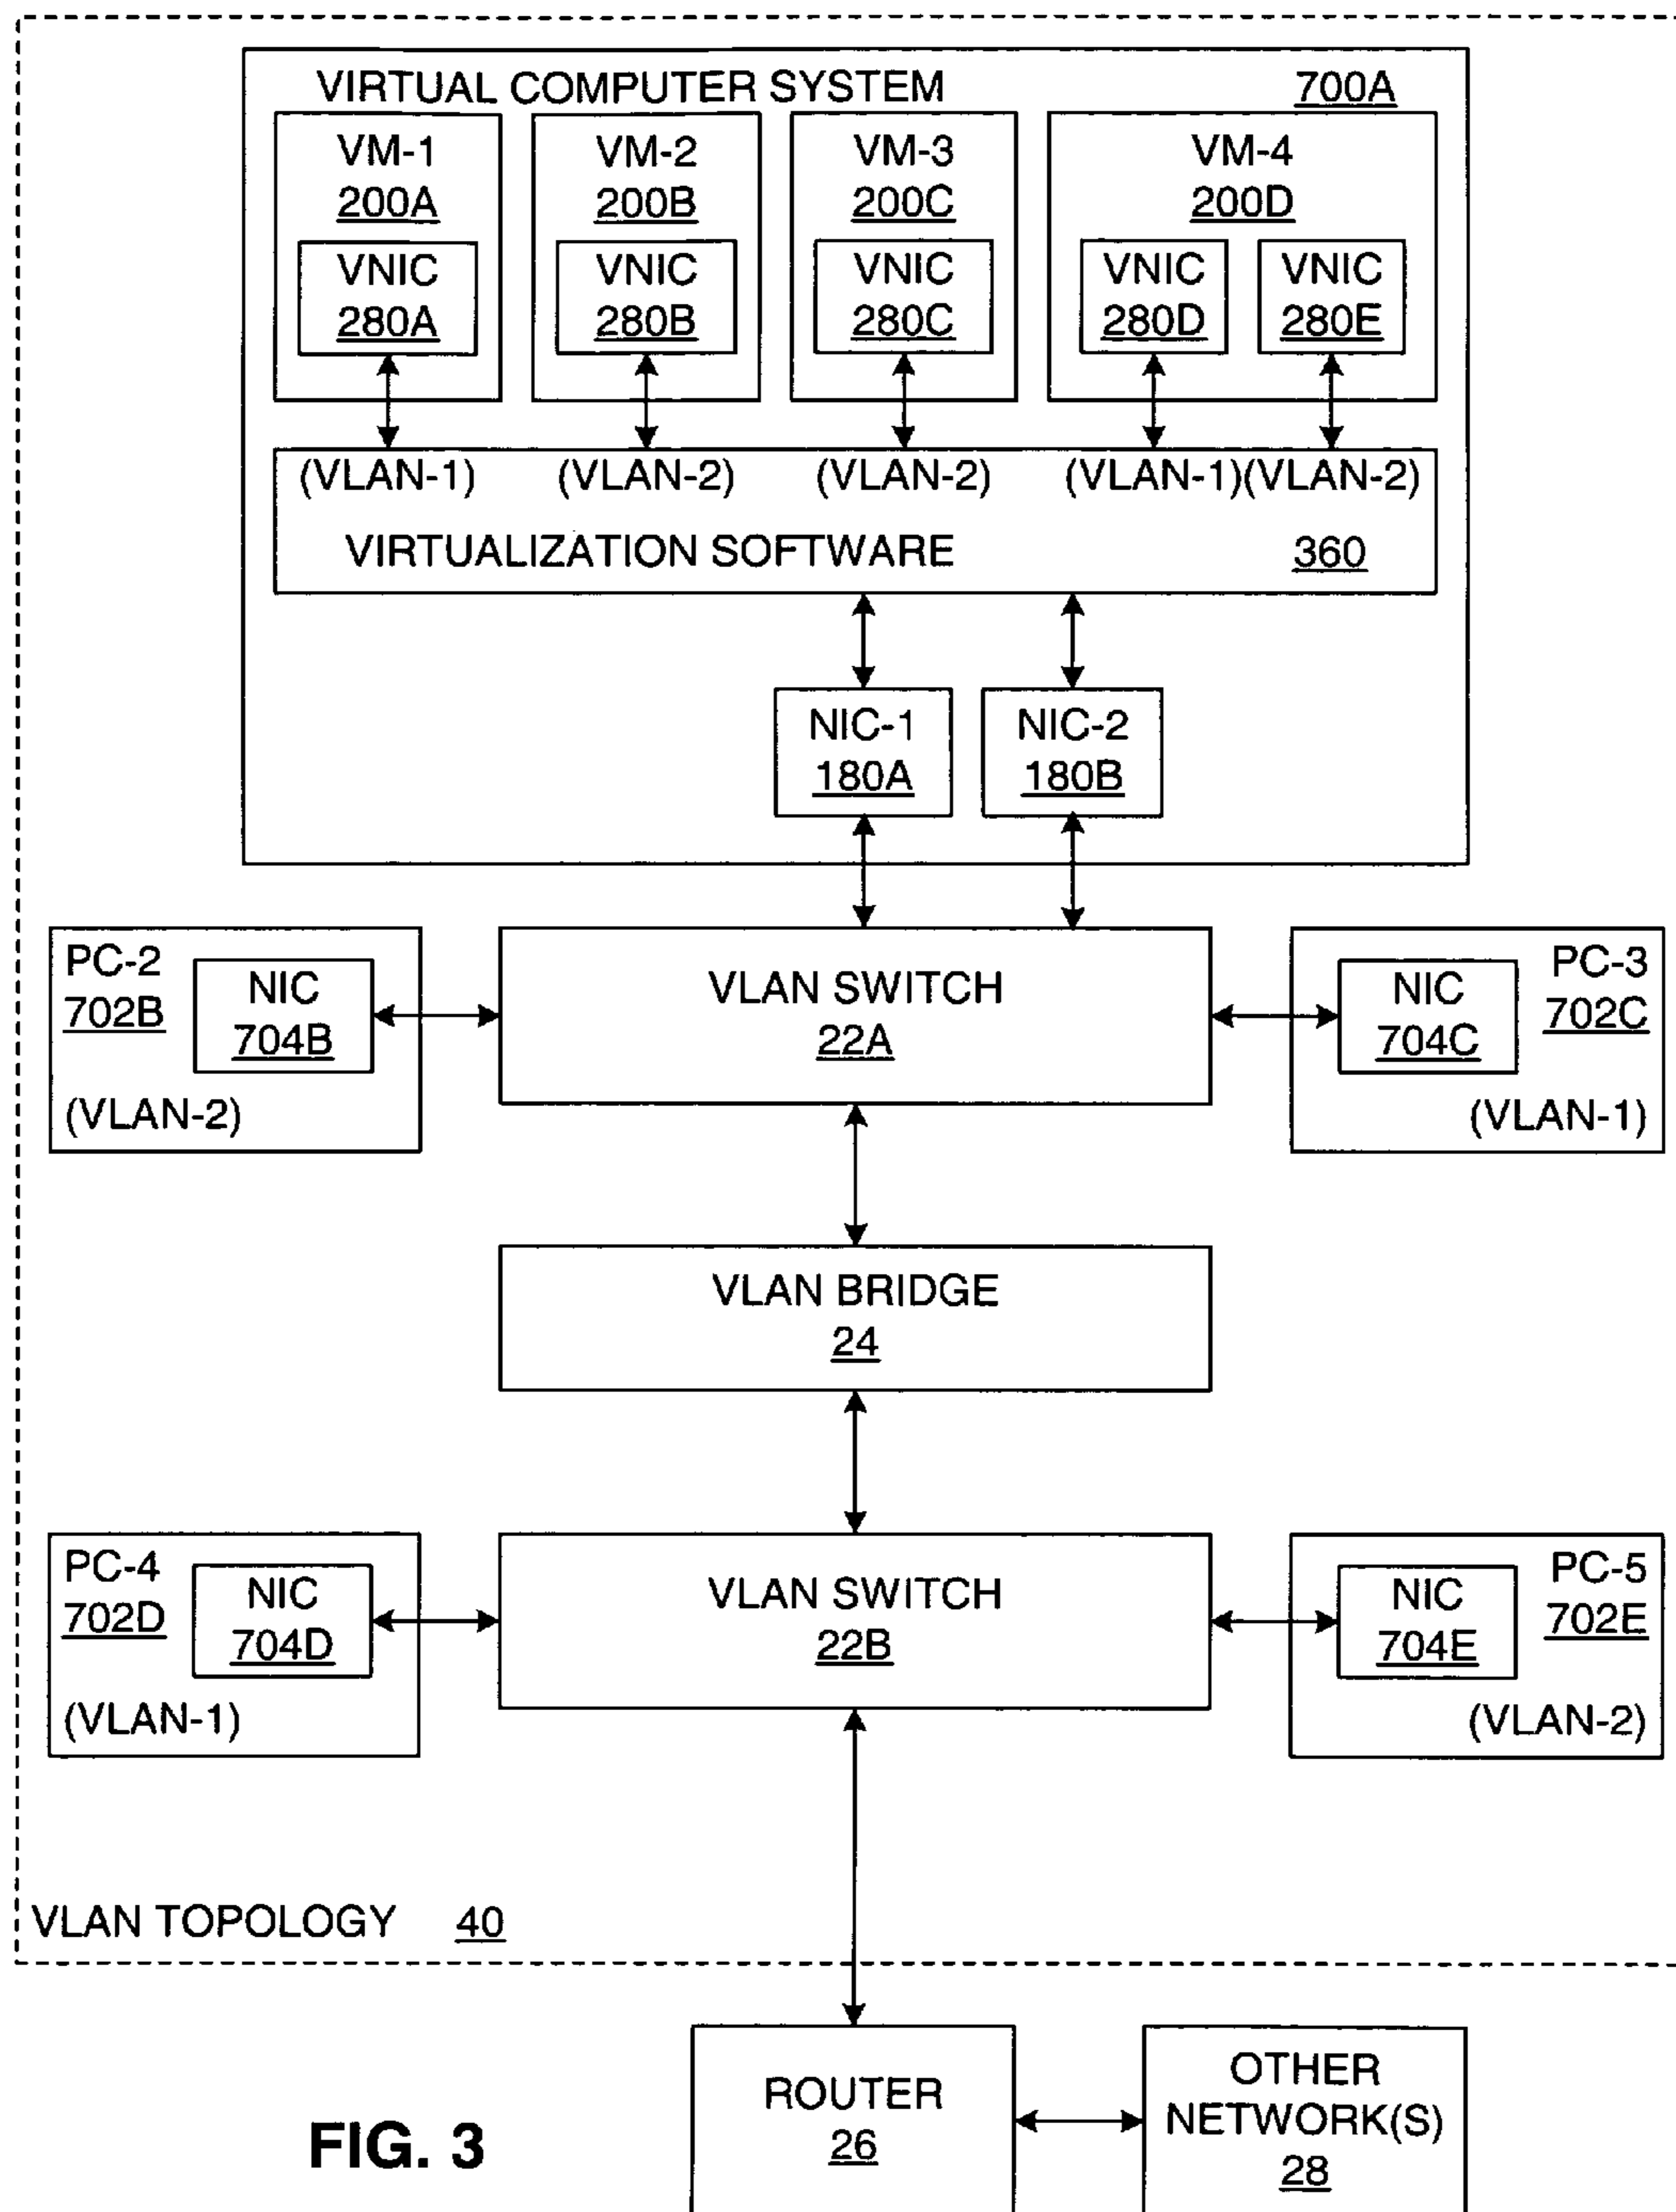 VIRTUAL COMPUTER SYSTEM 700A
VM-1
200A
VNIC
280A
VM-2
200B
VNIC
280B
VM-3
200C
VNIC
280C
VM-4
200D
VNIC
280D
VNIC
280E
(VLAN-1) (VLAN-2) (VLAN-2) (VLAN-1)(VLAN-2)
VIRTUALIZATION SOFTWARE 360
NIC-1
180A
NIC-2
180B
PC-2
702B
NIC
704B
(VLAN-2)
VLAN SWITCH
22A
PC-3
702C
NIC
704C
(VLAN-1)
VLAN BRIDGE
24
PC-4
702D
NIC
704D
(VLAN-1)
VLAN SWITCH
22B
PC-5
702E
NIC
704E
(VLAN-2)
VLAN TOPOLOGY 40
ROUTER
26
OTHER
NETWORK(S)
28
FIG. 3